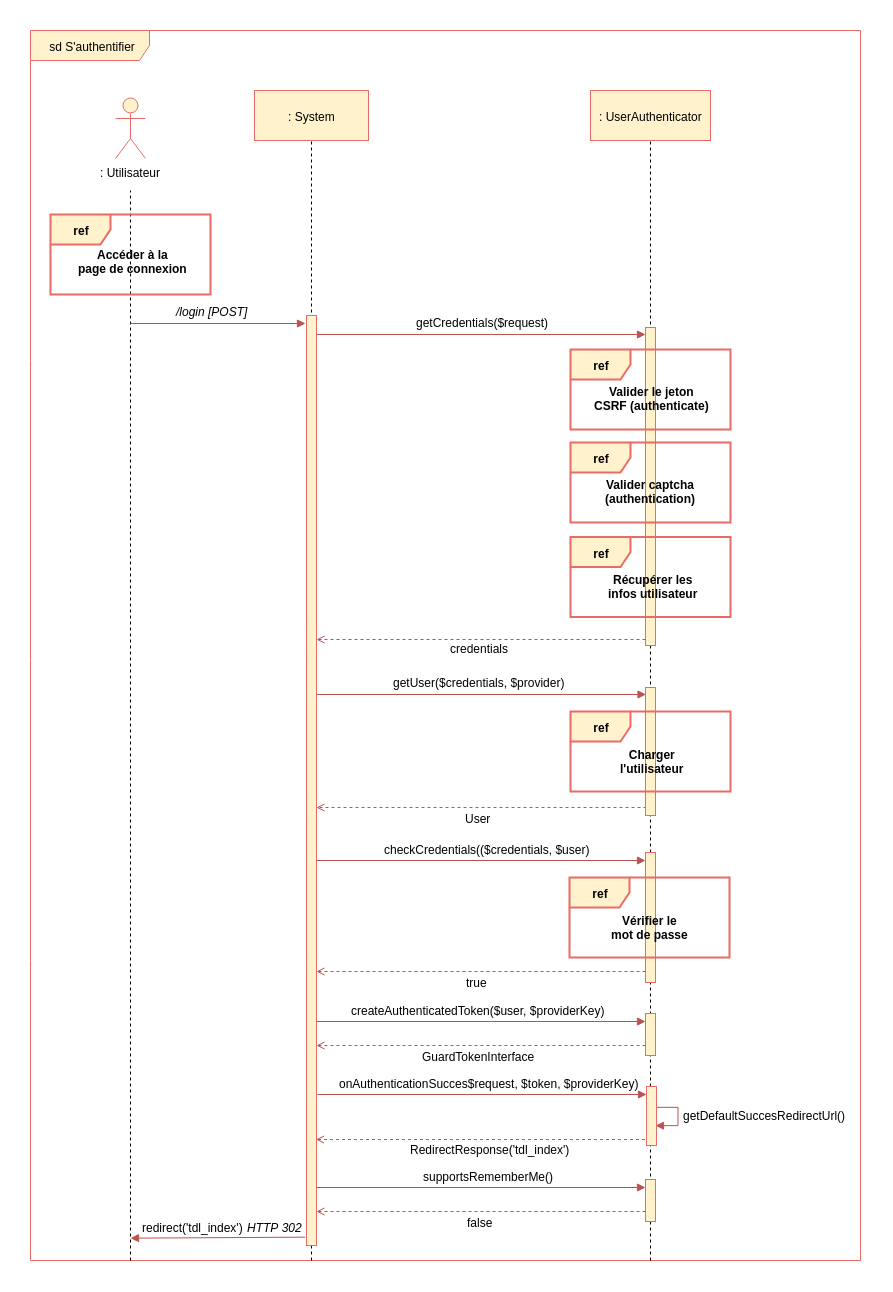 sd S'authentifier
: System
: UserAuthenticator
: Utilisateur
ref
Accéder à la
page de connexion
/login [POST]
getCredentials($request)
ref
Valider le jeton
CSRF (authenticate)
ref
Valider captcha
(authentication)
ref
Récupérer les
infos utilisateur
credentials
getUser($credentials, $provider)
ref
Charger
l'utilisateur
User
checkCredentials(($credentials, $user)
ref
Vérifier le
mot de passe
true
createAuthenticatedToken($user, $providerKey)
GuardTokenInterface
onAuthenticationSucces$request, $token, $providerKey)
getDefaultSuccesRedirectUrl()
RedirectResponse('tdl_index')
supportsRememberMe()
false
redirect('tdl_index') HTTP 302